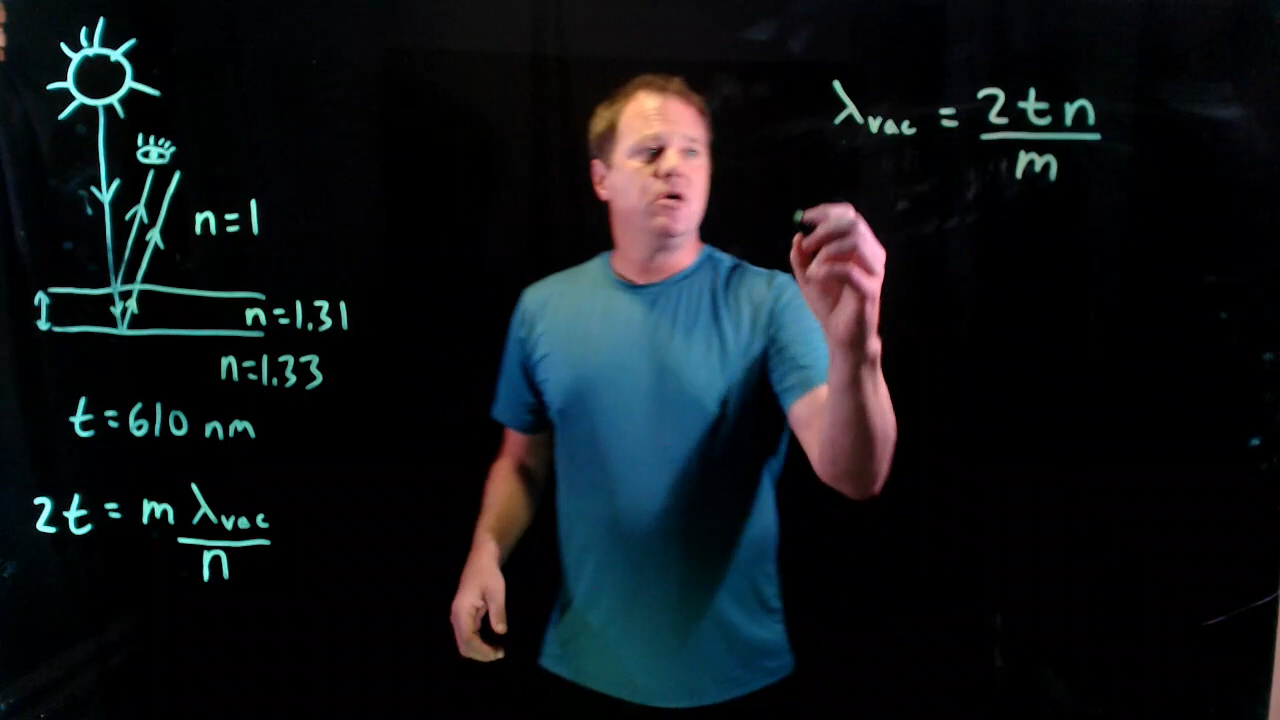 n=1
n=1.31
n=1.33
t=610 nm
2t = m λvac
n
λvac = 2tn
m